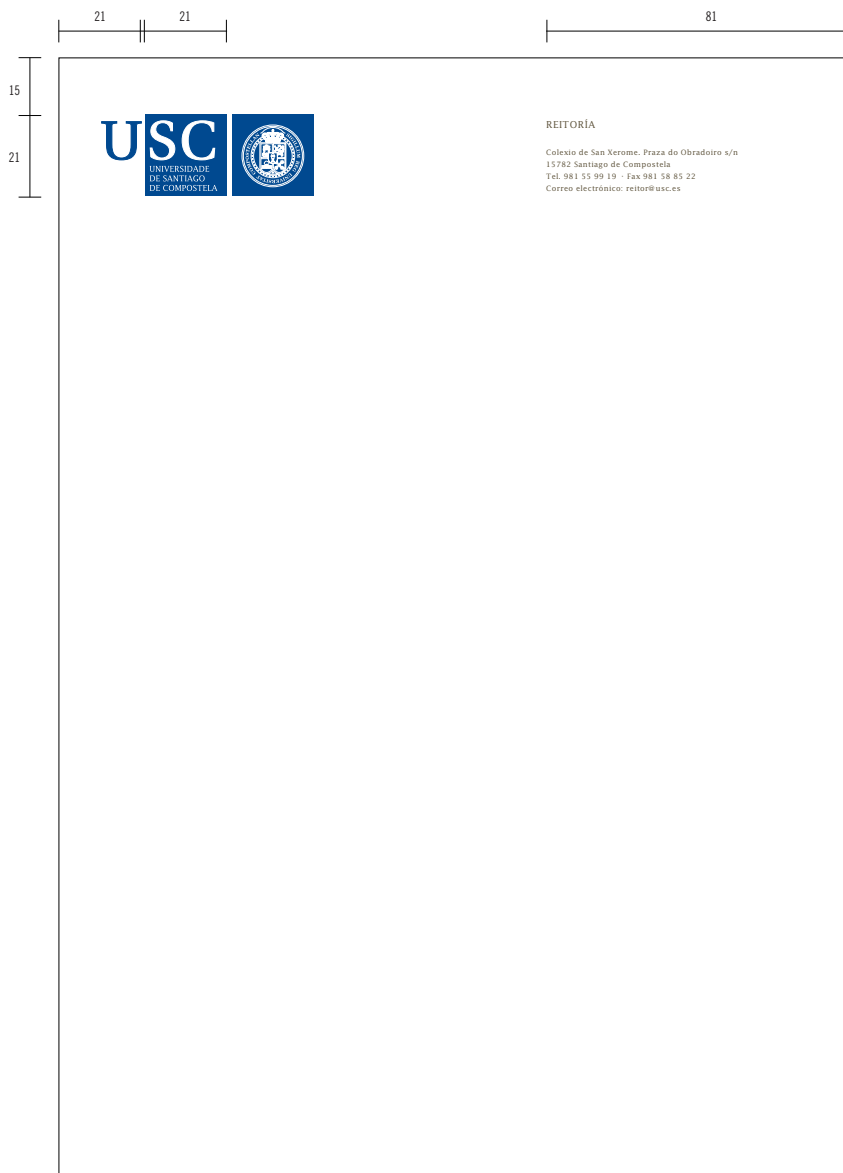 21 21 81
15
21
USC
UNIVERSIDADE
DE SANTIAGO
DE COMPOSTELA
REITORÍA
Colexio de San Xerome. Praza do Obradoiro s/n
15782 Santiago de Compostela
Tel. 981 55 99 19 · Fax 981 58 85 22
Correo electrónico: reitor@usc.es